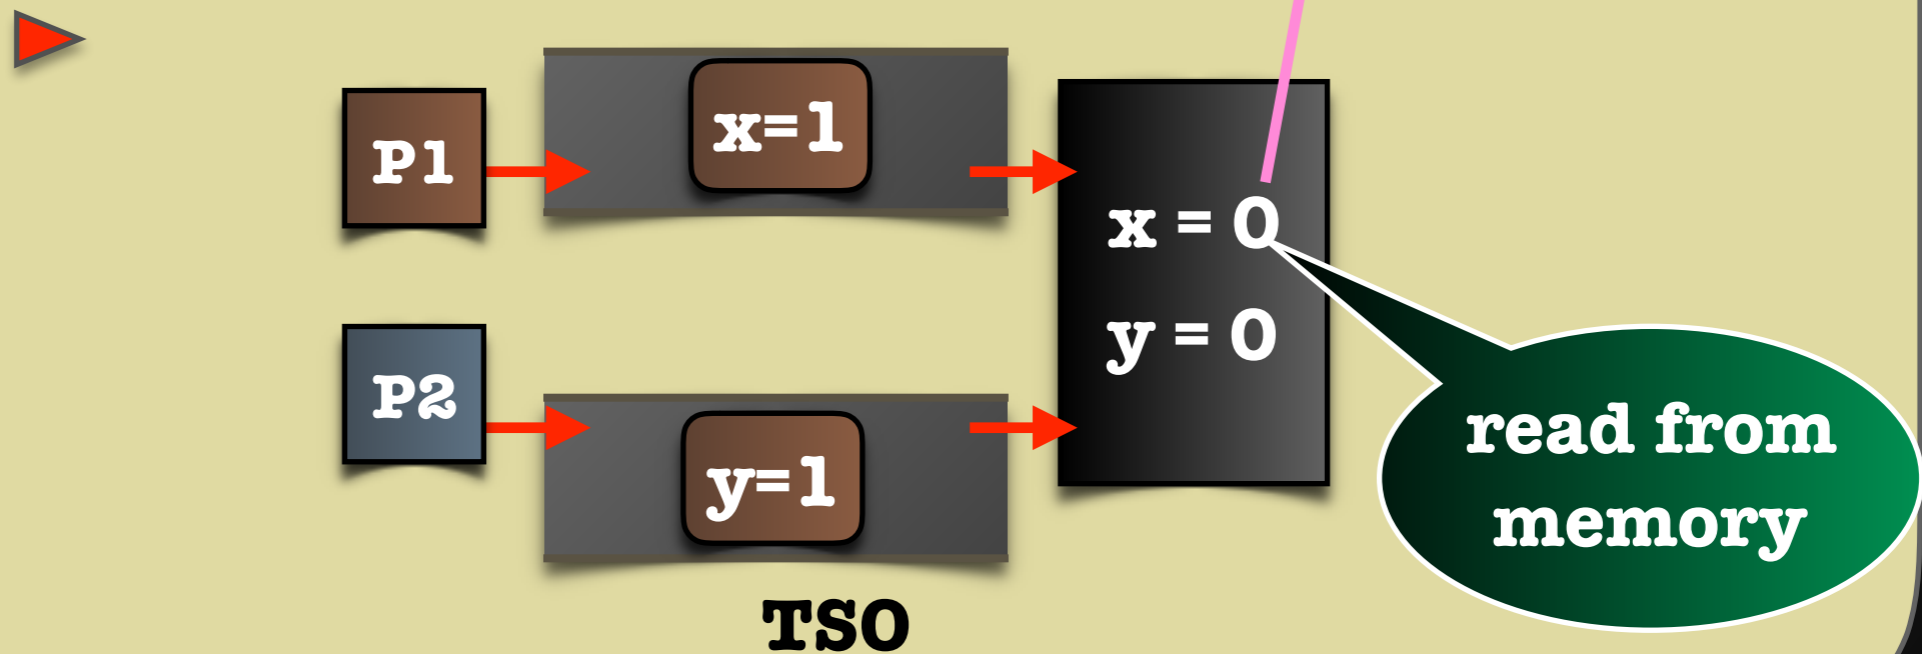 P1
x=1
x = 0
y = 0
P2
y=1
read from
memory
TSO